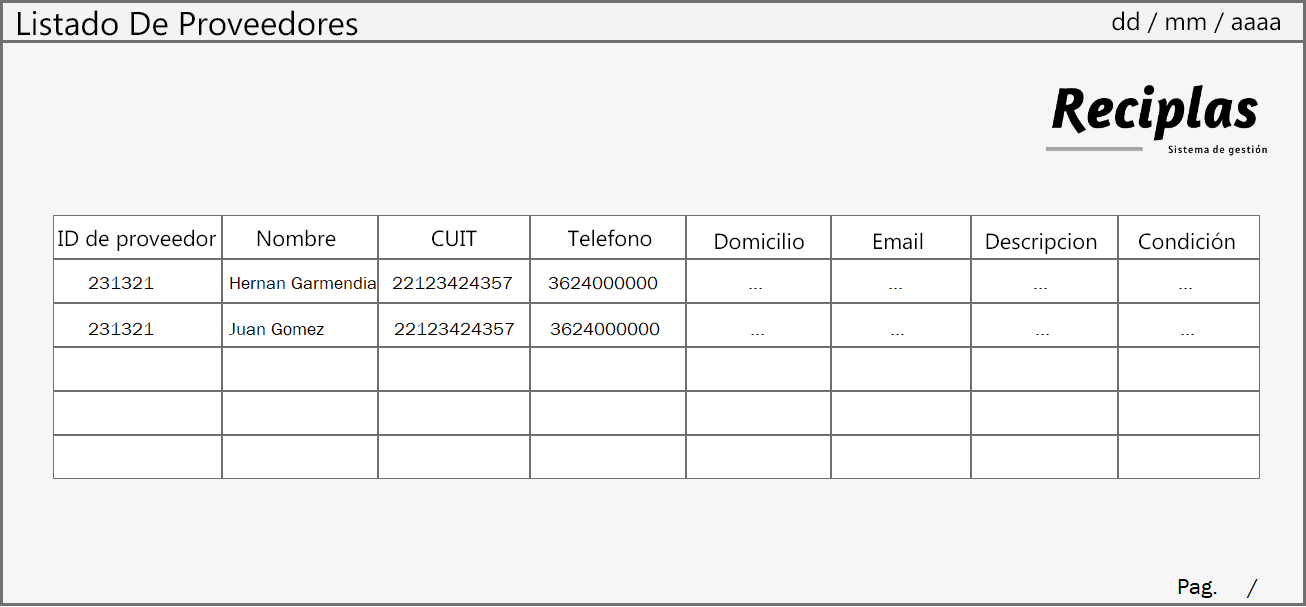 Listado De Proveedores dd / mm / aaaa
Reciplas
Sistema de gestión
ID de proveedor Nombre CUIT Telefono Domicilio Email Descripcion Condición
231321 Hernan Garmendia 22123424357 3624000000 ... ... ... ...
231321 Juan Gomez 22123424357 3624000000 ... ... ... ...
Pag. /